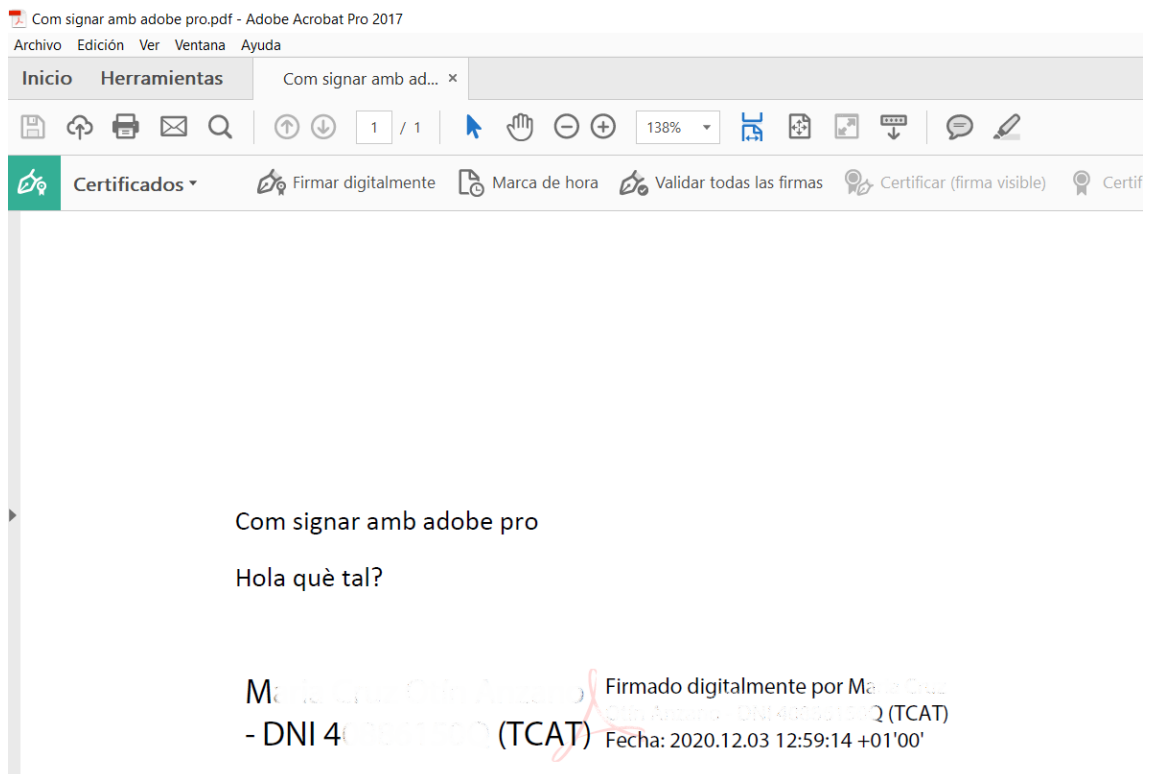 Com signar amb adobe pro.pdf - Adobe Acrobat Pro 2017
Archivo Edición Ver Ventana Ayuda
Inicio Herramientas Com signar amb ad... ×
1 / 1 138%
Certificados Firmar digitalmente Marca de hora Validar todas las firmas Certificar (firma visible) Certif
Com signar amb adobe pro
Hola què tal?
Firmado digitalmente por
- DNI (TCAT)
(TCAT)
Fecha: 2020.12.03 12:59:14 +01'00'